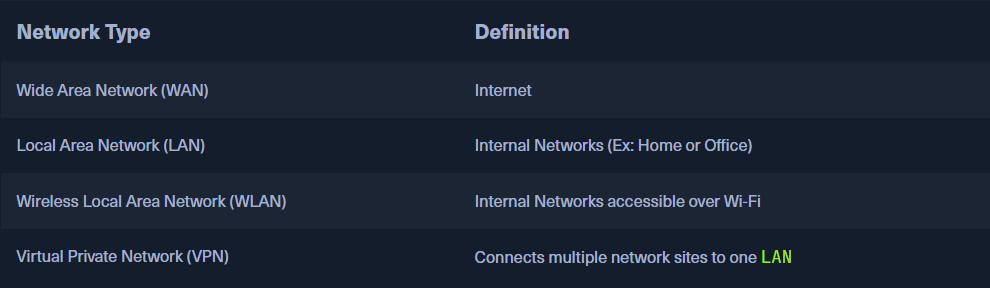 Network Type Definition
Wide Area Network (WAN) Internet
Local Area Network (LAN) Internal Networks (Ex: Home or Office)
Wireless Local Area Network (WLAN) Internal Networks accessible over Wi-Fi
Virtual Private Network (VPN) Connects multiple network sites to one LAN